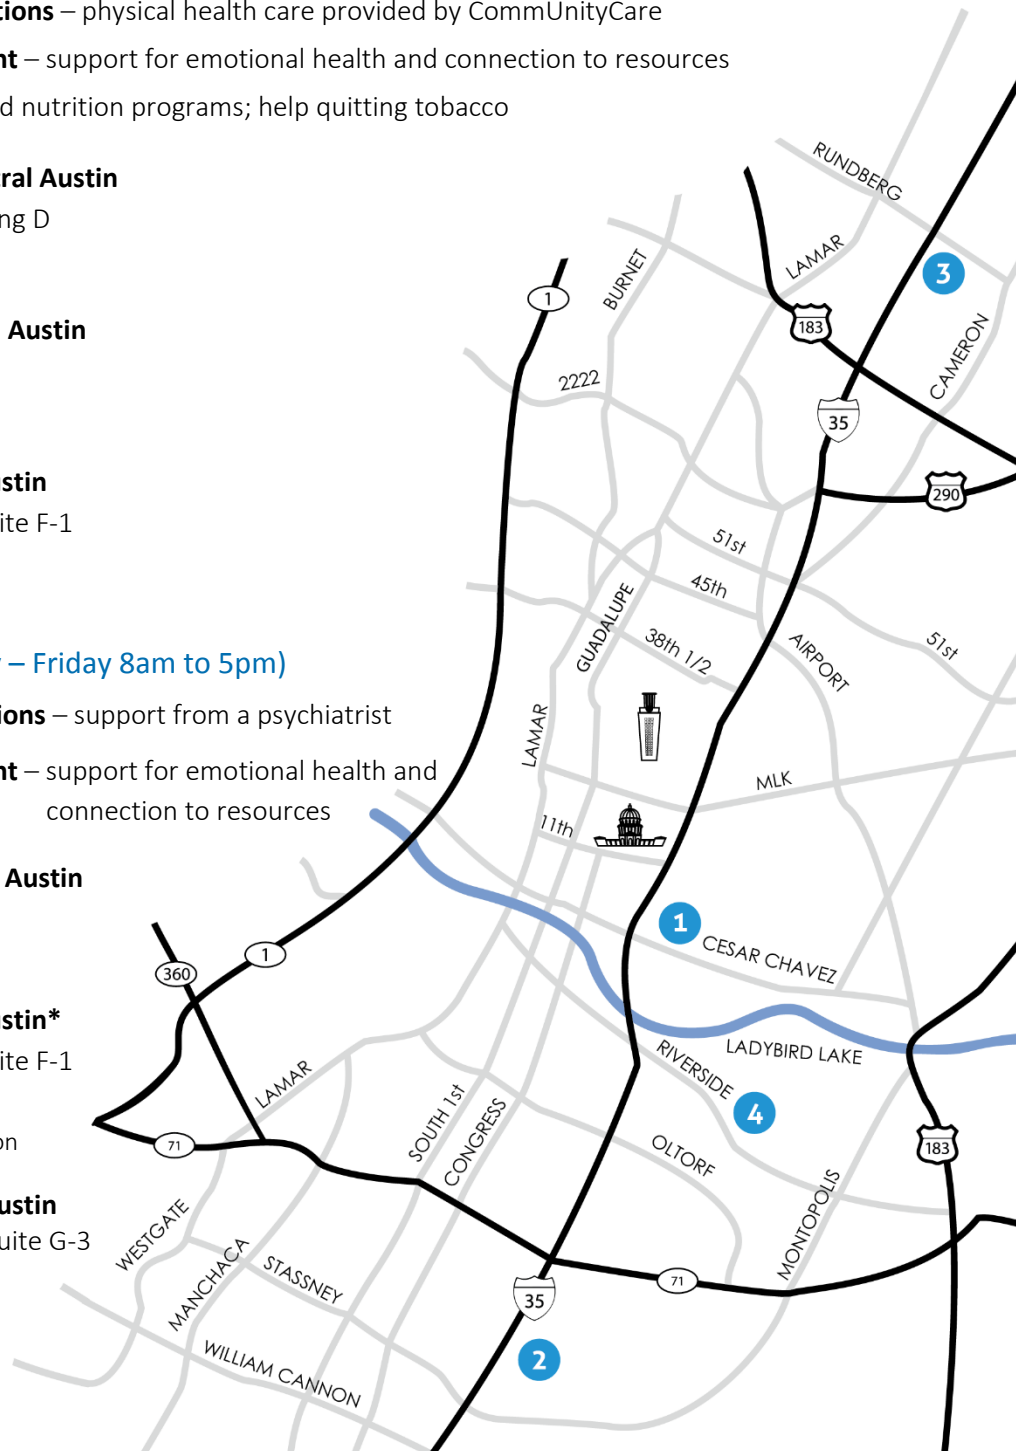 tions – physical health care provided by CommUnityCare
nt – support for emotional health and connection to resources
d nutrition programs; help quitting tobacco
tral Austin
ng D
Austin
ustin
ite F-1
– Friday 8am to 5pm)
ions – support from a psychiatrist
nt – support for emotional health and
connection to resources
Austin
ustin*
ite F-1
on
ustin
uite G-3
RUNDBERG
LAMAR
3
BURNET
1
183
CAMERON
2222
35
290
51st
45th
GUADALUPE
38th 1/2
AIRPORT
51st
LAMAR
MLK
11th
1
CESAR CHAVEZ
1
360
LADYBIRD LAKE
RIVERSIDE
4
LAMAR
SOUTH 1st
CONGRESS
71
OLTORF
183
MONTOPOLIS
WESTGATE
MANCHACA
STASSNEY
71
35
2
WILLIAM CANNON